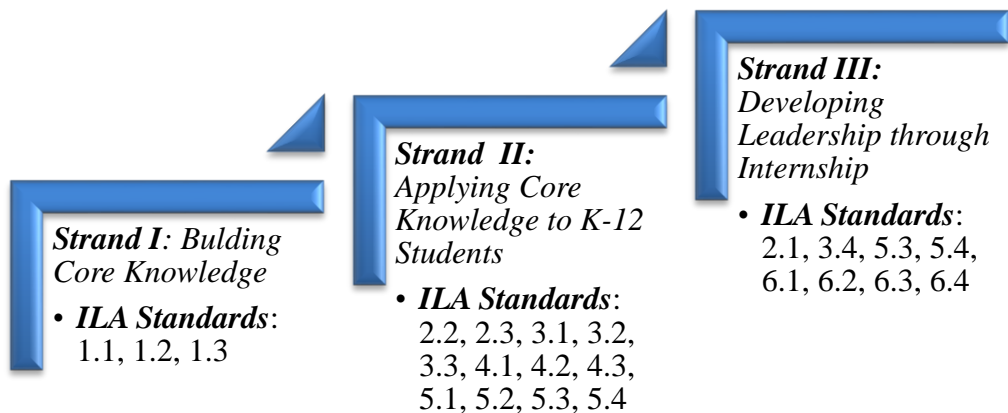 Strand I: Bulding
Core Knowledge
• ILA Standards:
1.1, 1.2, 1.3
Strand II:
Applying Core
Knowledge to K-12
Students
• ILA Standards:
2.2, 2.3, 3.1, 3.2,
3.3, 4.1, 4.2, 4.3,
5.1, 5.2, 5.3, 5.4
Strand III:
Developing
Leadership through
Internship
• ILA Standards:
2.1, 3.4, 5.3, 5.4,
6.1, 6.2, 6.3, 6.4